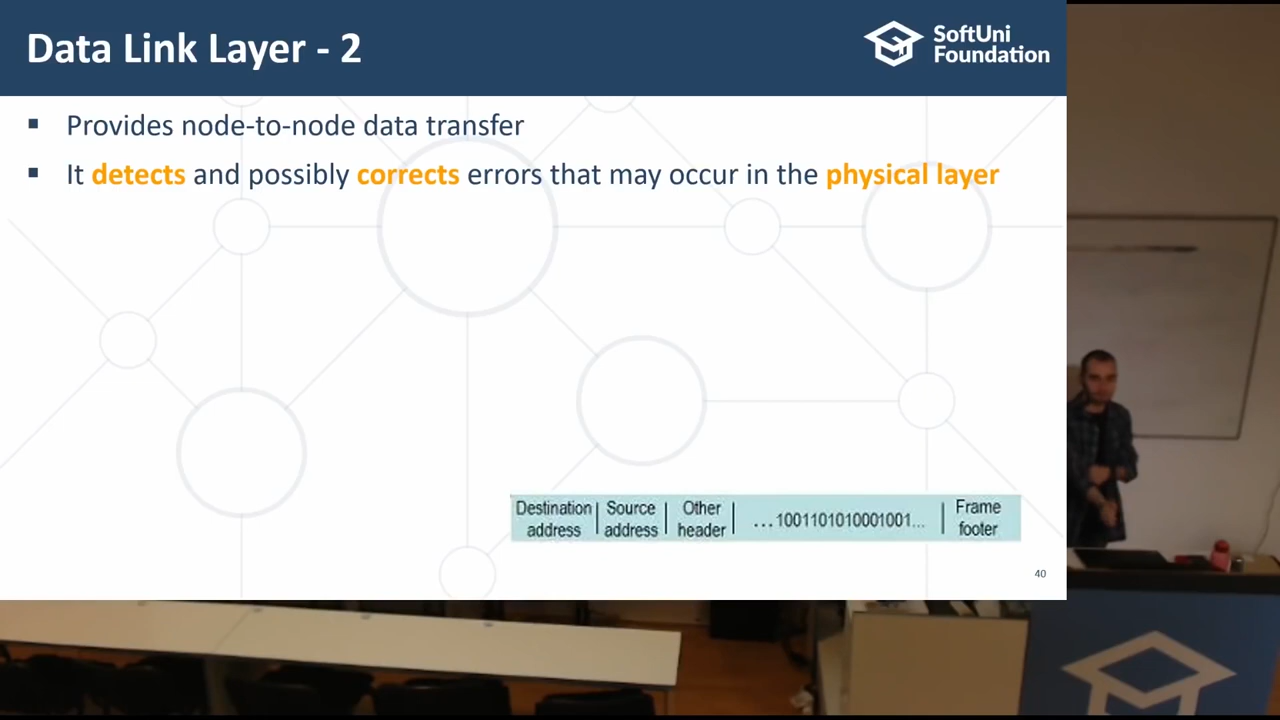 Data Link Layer - 2
SoftUni
Foundation
▪ Provides node-to-node data transfer
▪ It detects and possibly corrects errors that may occur in the physical layer
Destination address | Source address | Other header | ...1001101010001001... | Frame footer
40